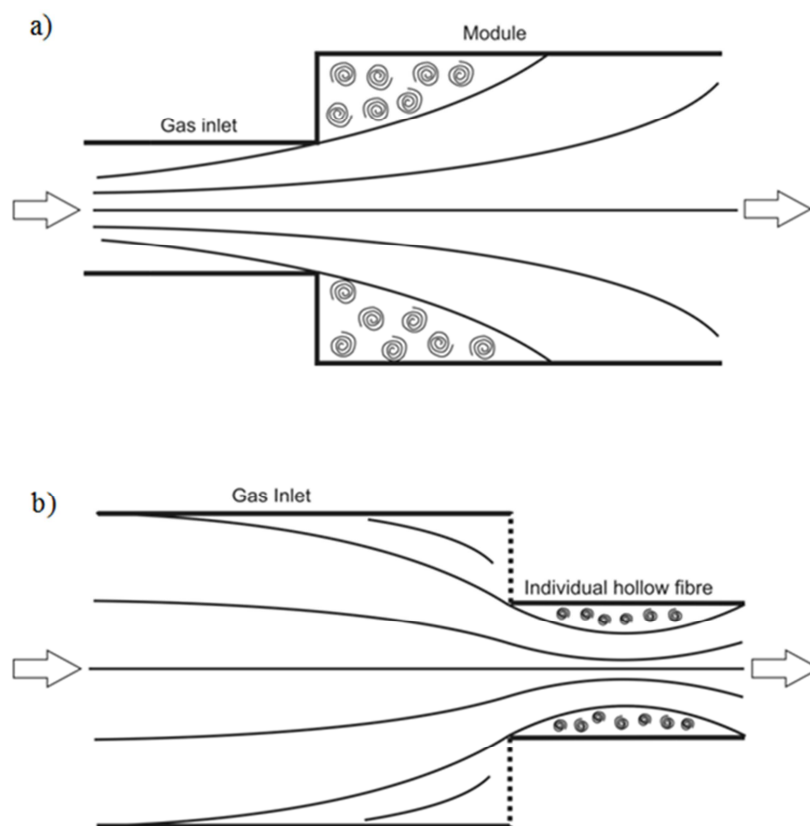 a)
Module
Gas inlet
b)
Gas Inlet
Individual hollow fibre